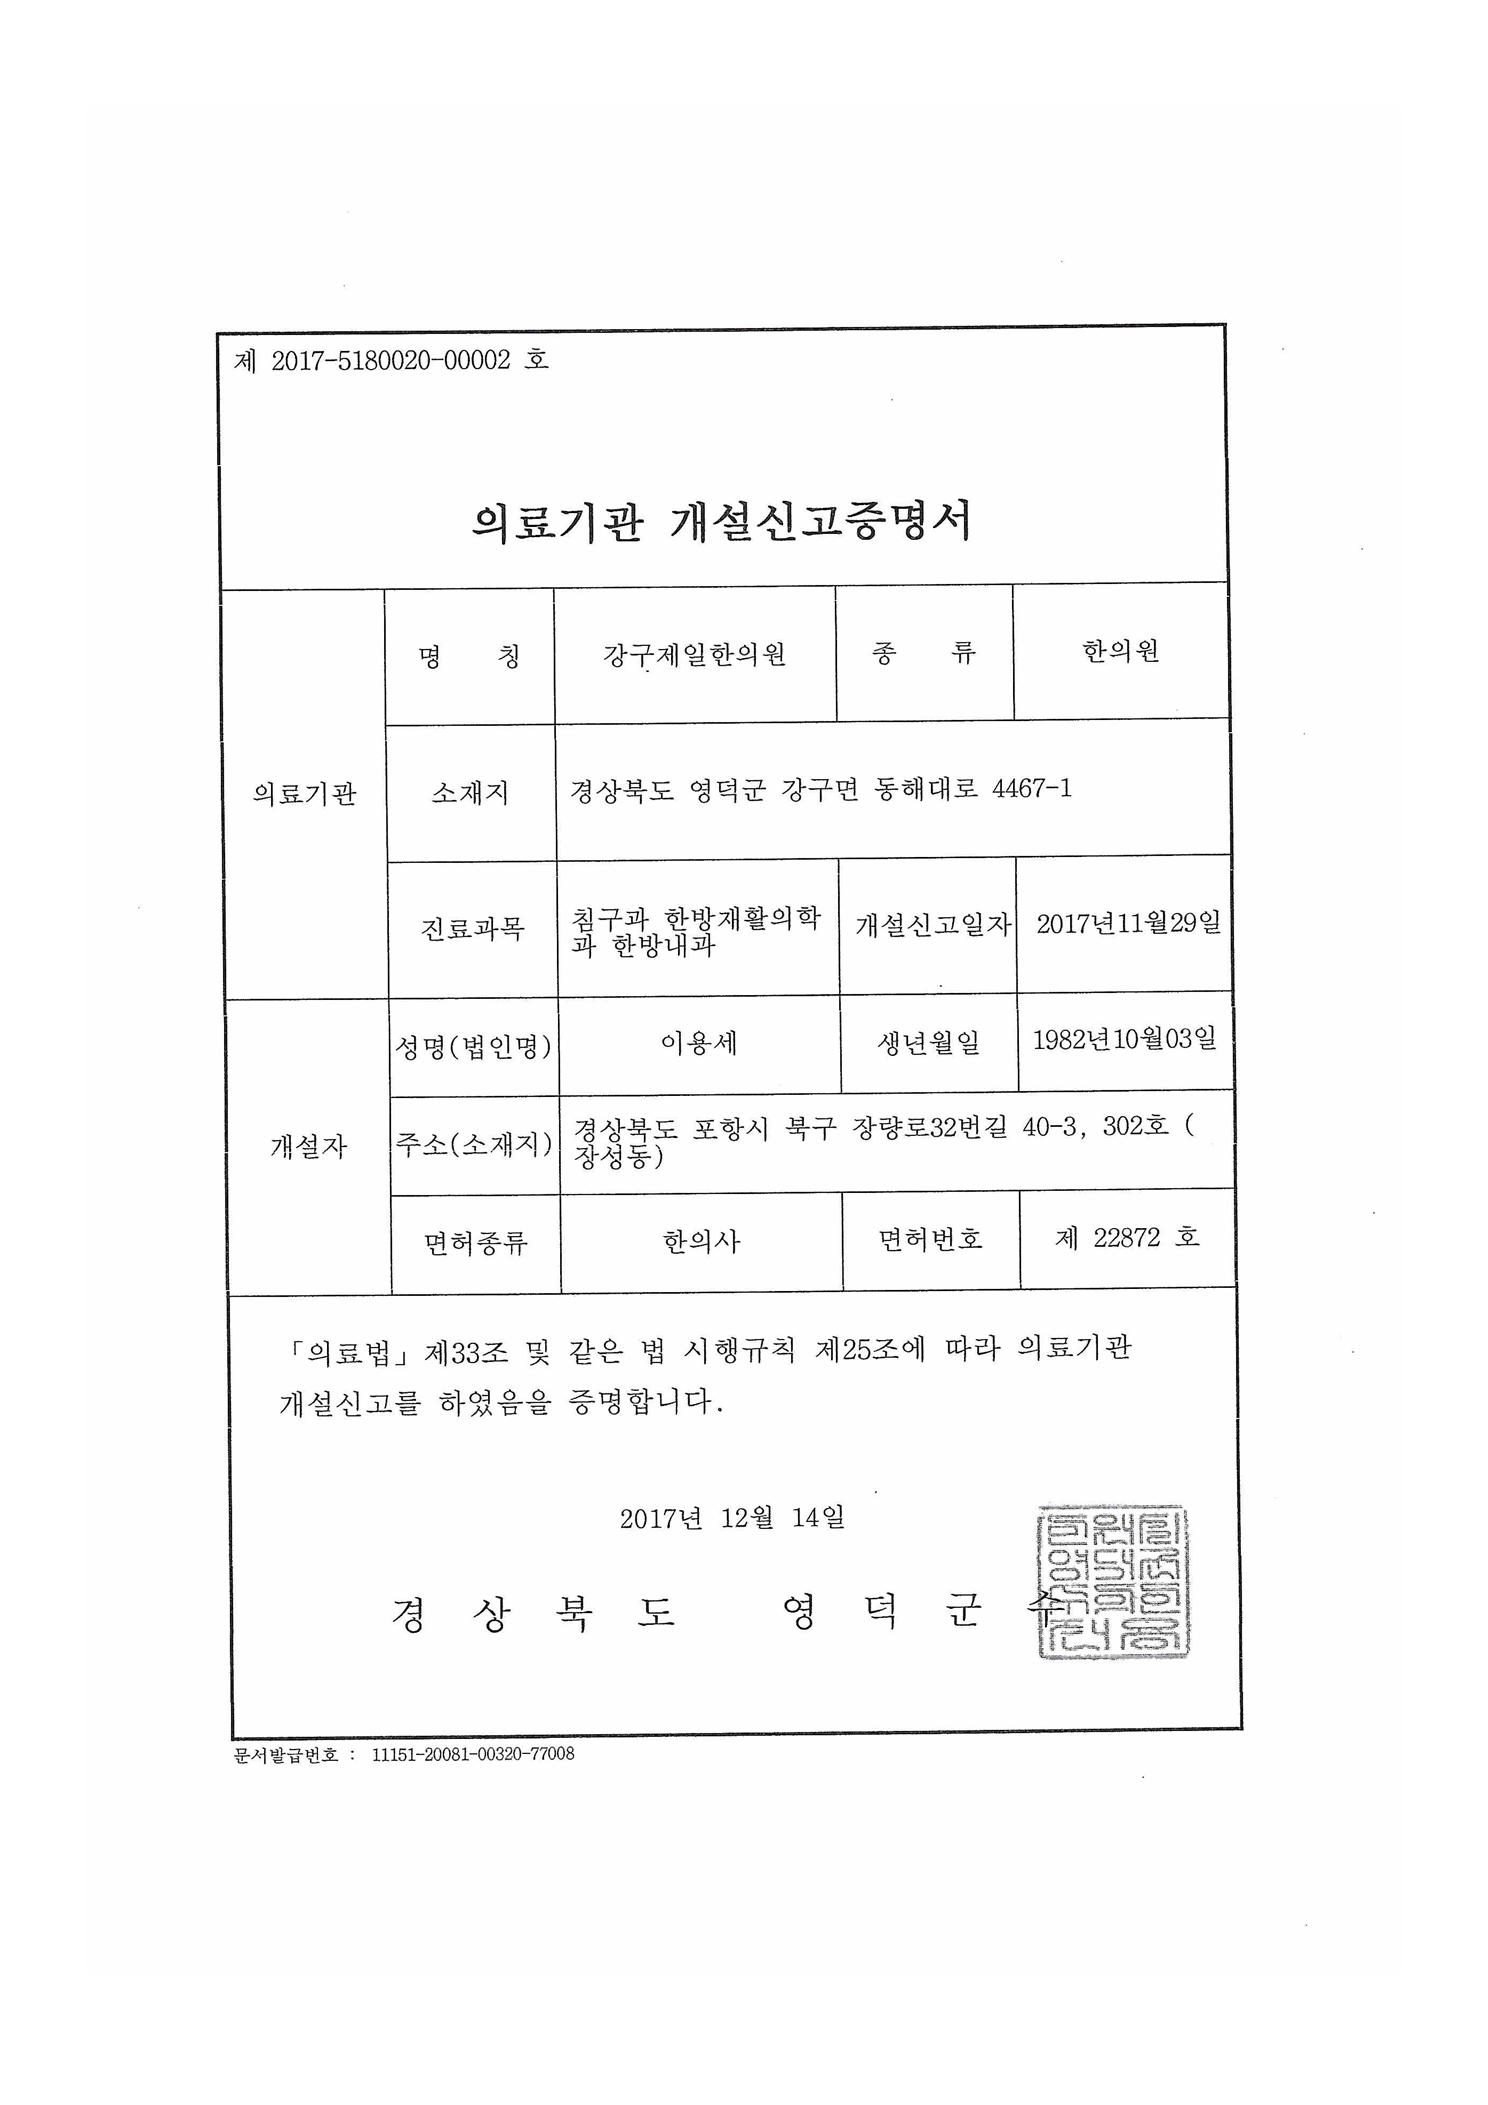 제 2017-5180020-00002 호
의료기관 개설신고증명서
의료기관
명 칭
강구제일한의원
종 류
한의원
소재지
경상북도 영덕군 강구면 동해대로 4467-1
진료과목
침구과 한방재활의학
과 한방내과
개설신고일자
2017년11월29일
개설자
성명(법인명)
이용세
생년월일
1982년10월03일
주소(소재지)
경상북도 포항시 북구 장량로32번길 40-3, 302호 (
장성동)
면허종류
한의사
면허번호
제 22872 호
「의료법」제33조 및 같은 법 시행규칙 제25조에 따라 의료기관
개설신고를 하였음을 증명합니다.
2017년 12월 14일
경 상 북 도 영 덕 군 수
문서발급번호 : 11151-20081-00320-77008